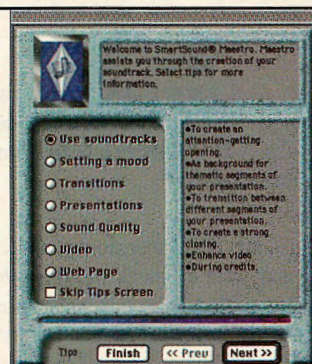 Welcome to SmartSound® Maestro. Maestro
assists you through the creation of your
soundtrack. Select tips for more
information.
Use soundtracks
Setting a mood
Transitions
Presentations
Sound Quality
Video
Web Page
Skip Tips Screen
•To create an
attention-getting
opening.
•As background for
thematic segments of
your presentation.
•To transition between
different segments of
your presentation.
•To create a strong
closing.
•Enhance video
•During credits.
Tips: Finish << Prev Next >>